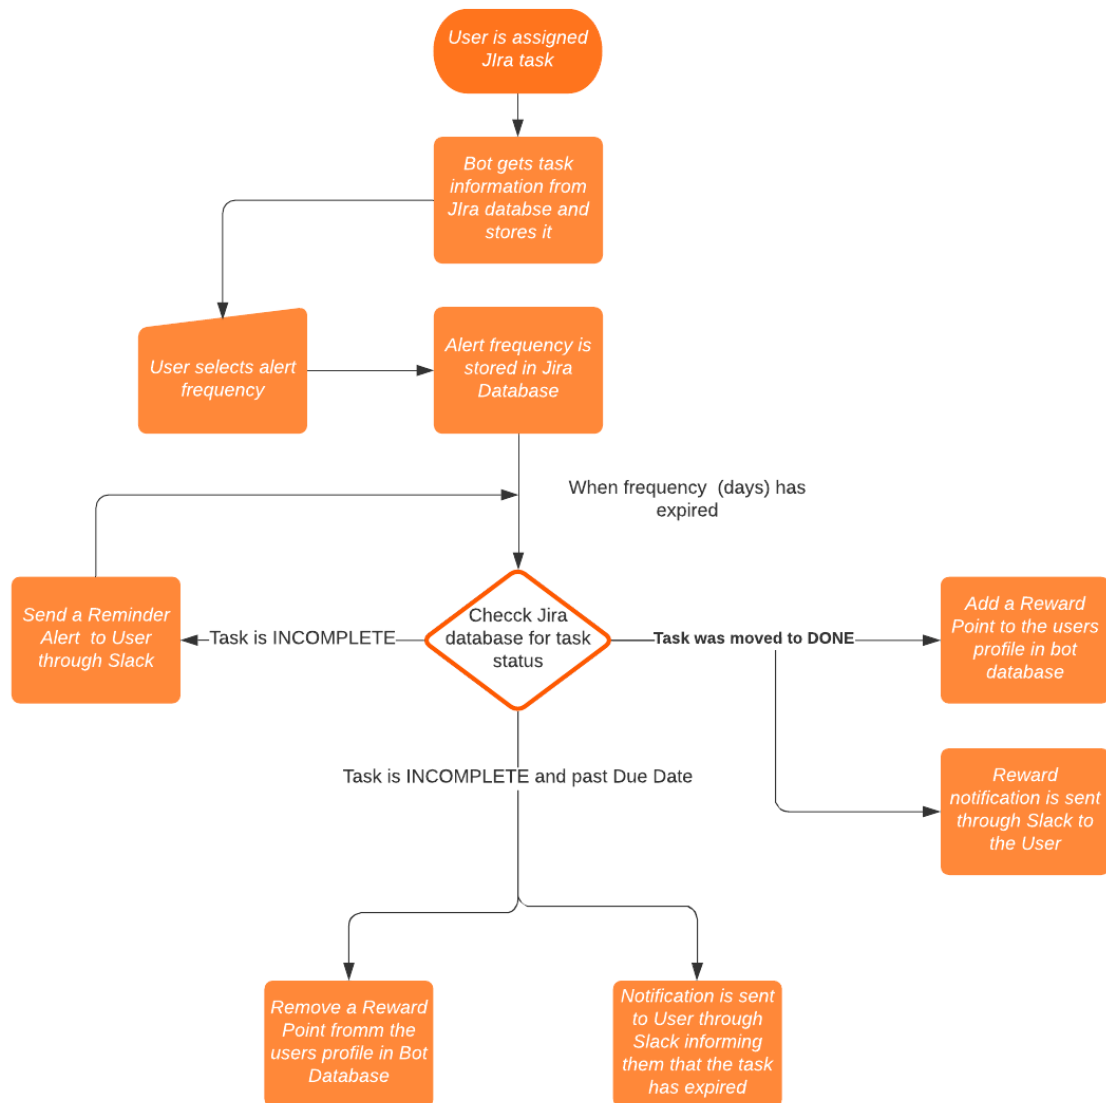 User is assigned
JIra task
Bot gets task
information from
JIra databse and
stores it
User selects alert
frequency
Alert frequency is
stored in Jira
Database
When frequency (days) has
expired
Send a Reminder
Alert to User
through Slack
Task is INCOMPLETE
Checck Jira
database for task
status
Task was moved to DONE
Add a Reward
Point to the users
profile in bot
database
Reward
notification is sent
through Slack to
the User
Task is INCOMPLETE and past Due Date
Remove a Reward
Point fromm the
users profile in Bot
Database
Notification is sent
to User through
Slack informing
them that the task
has expired